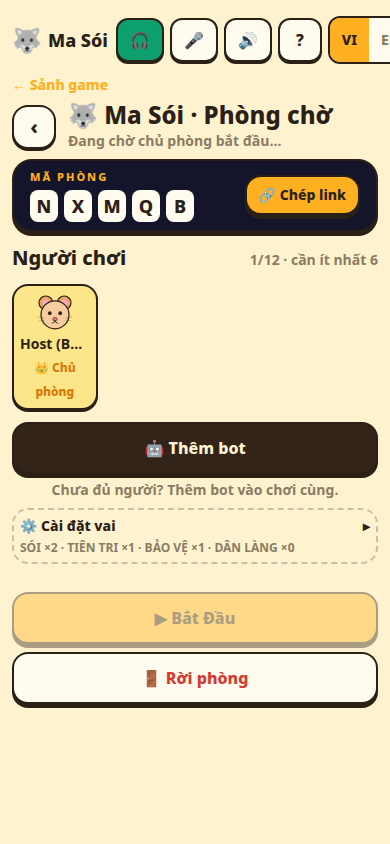 Ma Sói
?
VI
← Sảnh game
‹
Ma Sói · Phòng chờ
Đang chờ chủ phòng bắt đầu...
MÃ PHÒNG
N X M Q B
Chép link
Người chơi
1/12 · cần ít nhất 6
Host (B...
Chủ phòng
Thêm bot
Chưa đủ người? Thêm bot vào chơi cùng.
Cài đặt vai
SÓI ×2 · TIÊN TRI ×1 · BẢO VỆ ×1 · DÂN LÀNG ×0
▶ Bắt Đầu
Rời phòng